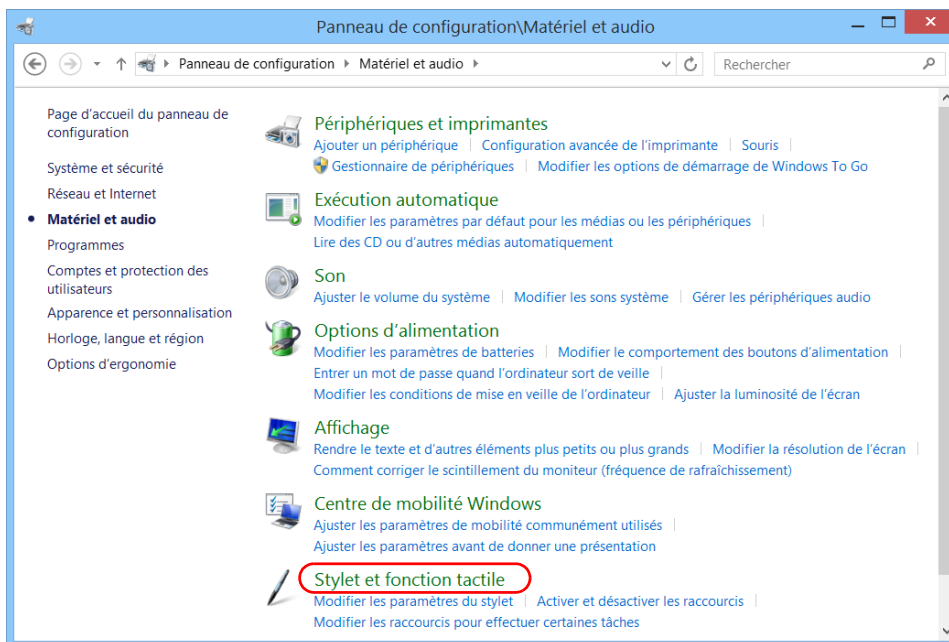 Panneau de configuration\Matériel et audio
Panneau de configuration Matériel et audio
Rechercher
Page d'accueil du panneau de
configuration
Système et sécurité
Réseau et Internet
Matériel et audio
Programmes
Comptes et protection des
utilisateurs
Apparence et personnalisation
Horloge, langue et région
Options d'ergonomie
Périphériques et imprimantes
Ajouter un périphérique | Configuration avancée de l'imprimante | Souris |
Gestionnaire de périphériques | Modifier les options de démarrage de Windows To Go
Exécution automatique
Modifier les paramètres par défaut pour les médias ou les périphériques |
Lire des CD ou d'autres médias automatiquement
Son
Ajuster le volume du système | Modifier les sons système | Gérer les périphériques audio
Options d'alimentation
Modifier les paramètres de batteries | Modifier le comportement des boutons d'alimentation |
Entrer un mot de passe quand l'ordinateur sort de veille |
Modifier les conditions de mise en veille de l'ordinateur | Ajuster la luminosité de l'écran
Affichage
Rendre le texte et d'autres éléments plus petits ou plus grands | Modifier la résolution de l'écran |
Comment corriger le scintillement du moniteur (fréquence de rafraîchissement)
Centre de mobilité Windows
Ajuster les paramètres de mobilité communément utilisés |
Ajuster les paramètres avant de donner une présentation
Stylet et fonction tactile
Modifier les paramètres du stylet | Activer et désactiver les raccourcis |
Modifier les raccourcis pour effectuer certaines tâches